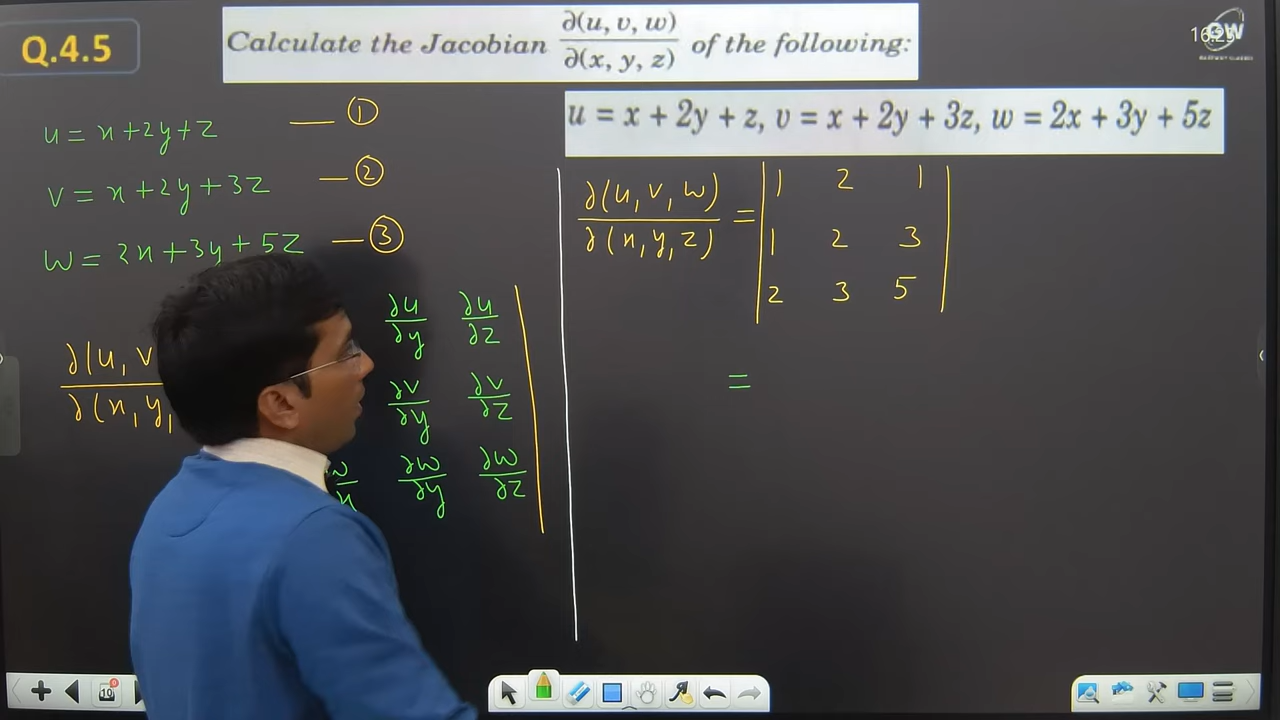 Q.4.5
Calculate the Jacobian ∂(u, v, w)/∂(x, y, z) of the following:
u = x + 2y + z, v = x + 2y + 3z, w = 2x + 3y + 5z
u = x+2y+z — ①
v = x+2y+3z — ②
w = 2x+3y+5z — ③
∂(u, v
∂(x, y,
∂u/∂y ∂u/∂z
∂v/∂y ∂v/∂z
∂w/∂y ∂w/∂z
∂(u, v, w)/∂(x, y, z) = | 1 2 1 |
| 1 2 3 |
| 2 3 5 |
=